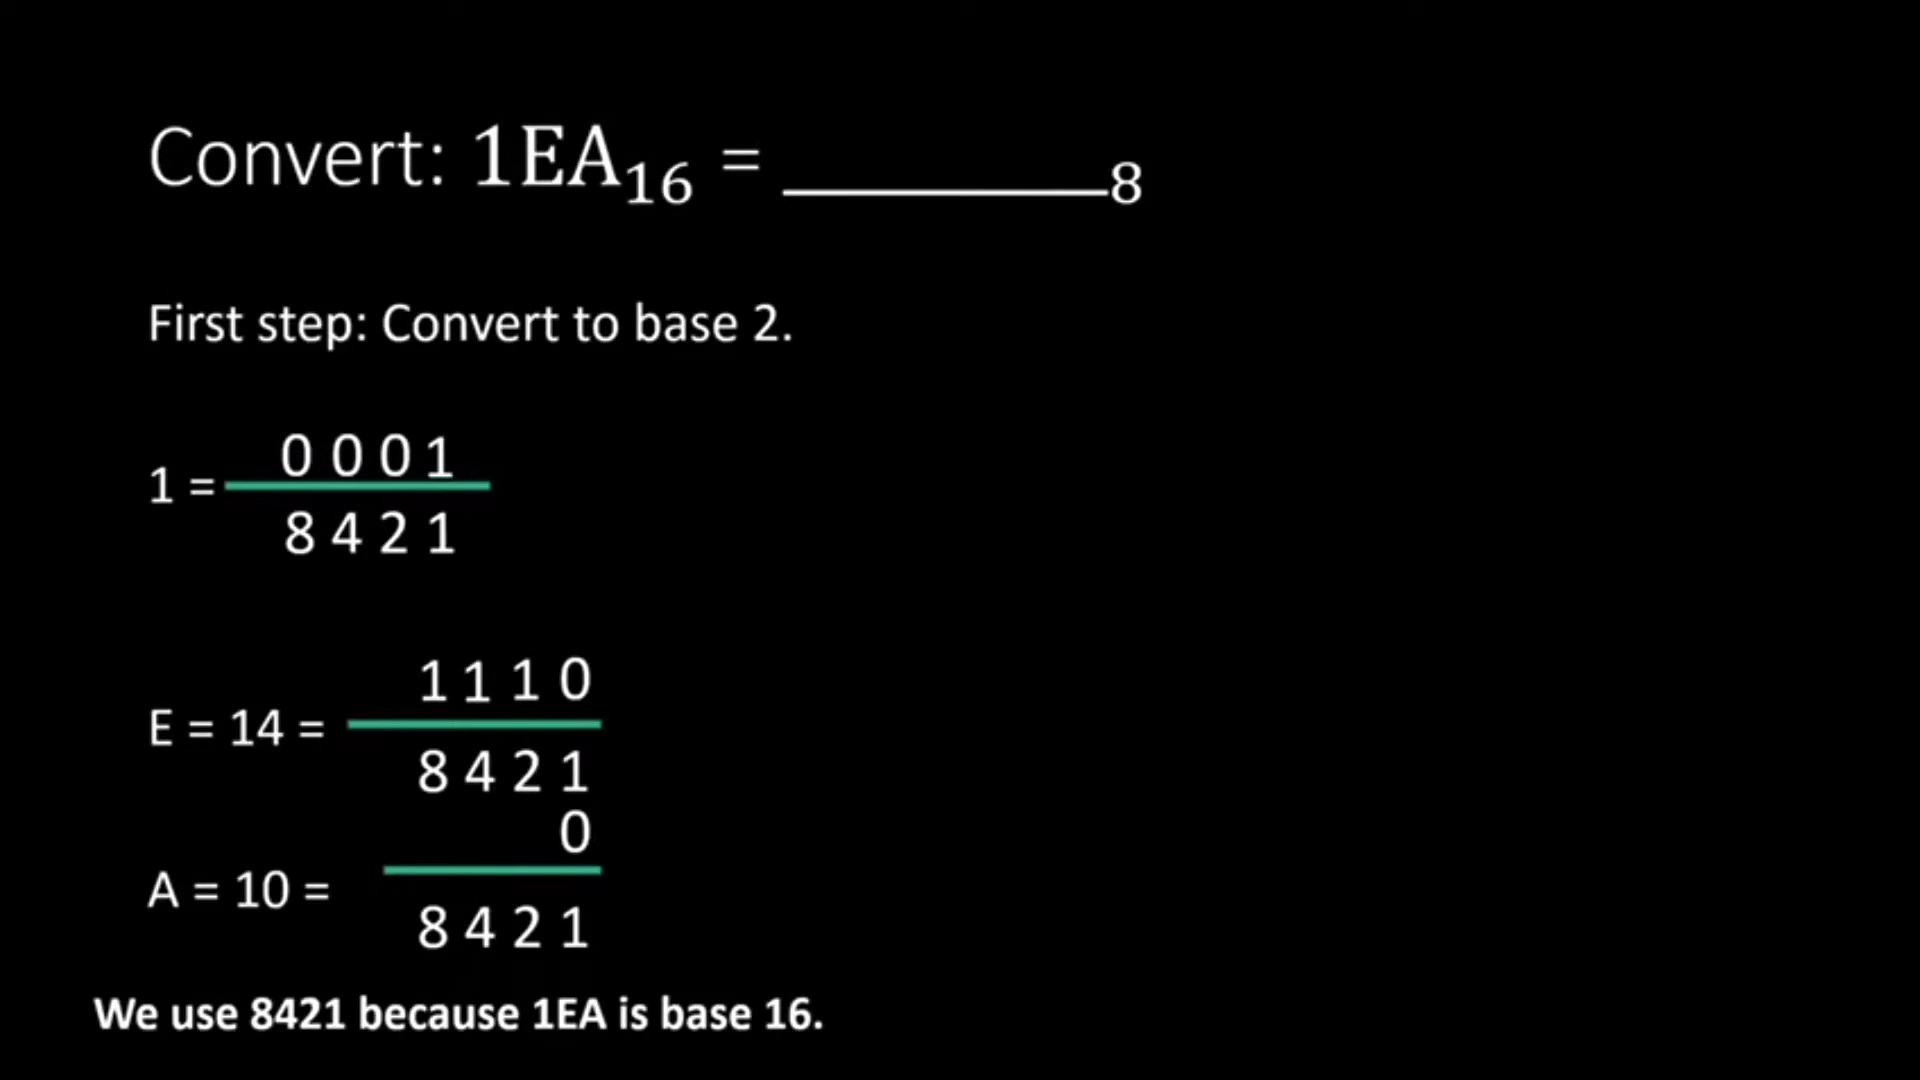 Convert: 1EA₁₆ = ________₈
First step: Convert to base 2.
0 0 0 1
1 =
8 4 2 1
1 1 1 0
E = 14 =
8 4 2 1
0
A = 10 =
8 4 2 1
We use 8421 because 1EA is base 16.